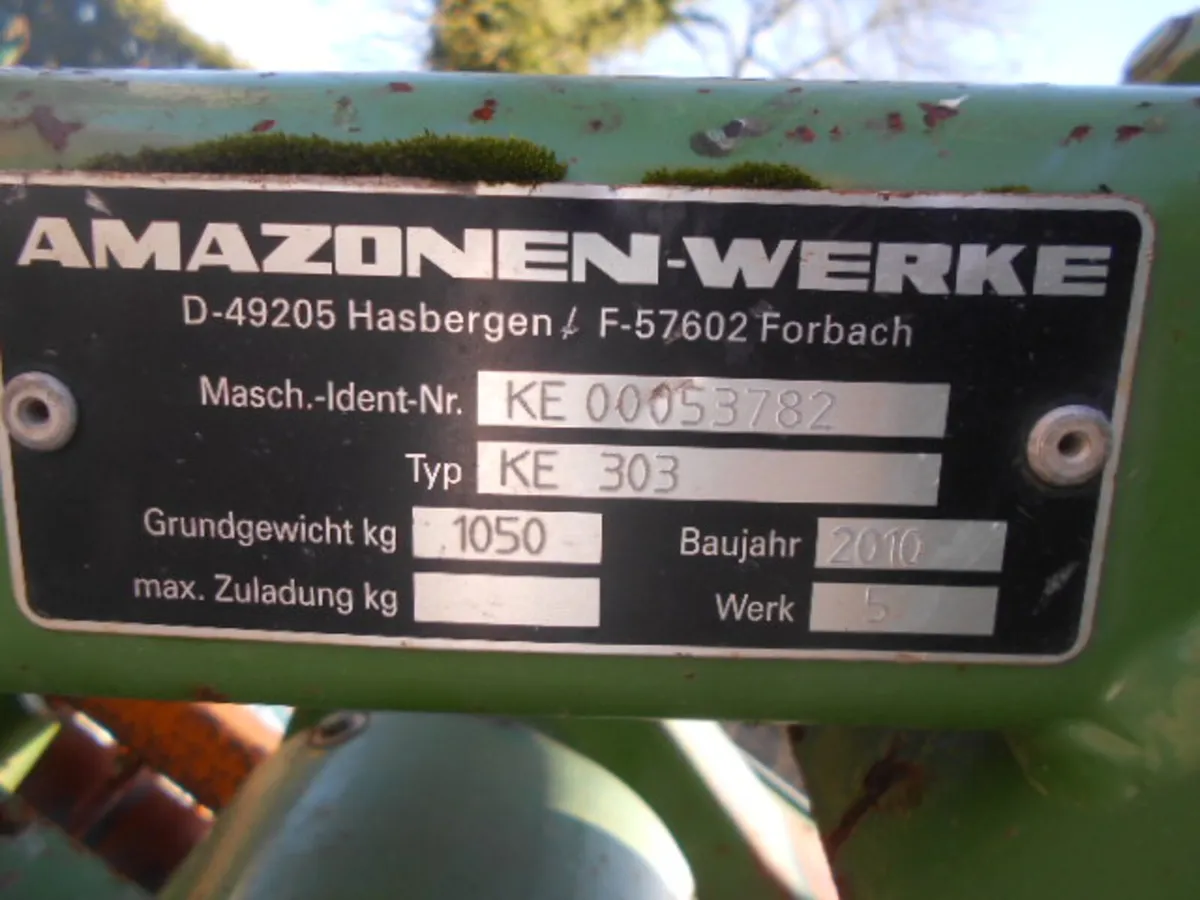 AMAZONEN-WERKE
D-49205 Hasbergen / F-57602 Forbach
Masch.-Ident-Nr. KE 00053782
Typ KE 303
Grundgewicht kg 1050 Baujahr 2010
max. Zuladung kg Werk 5